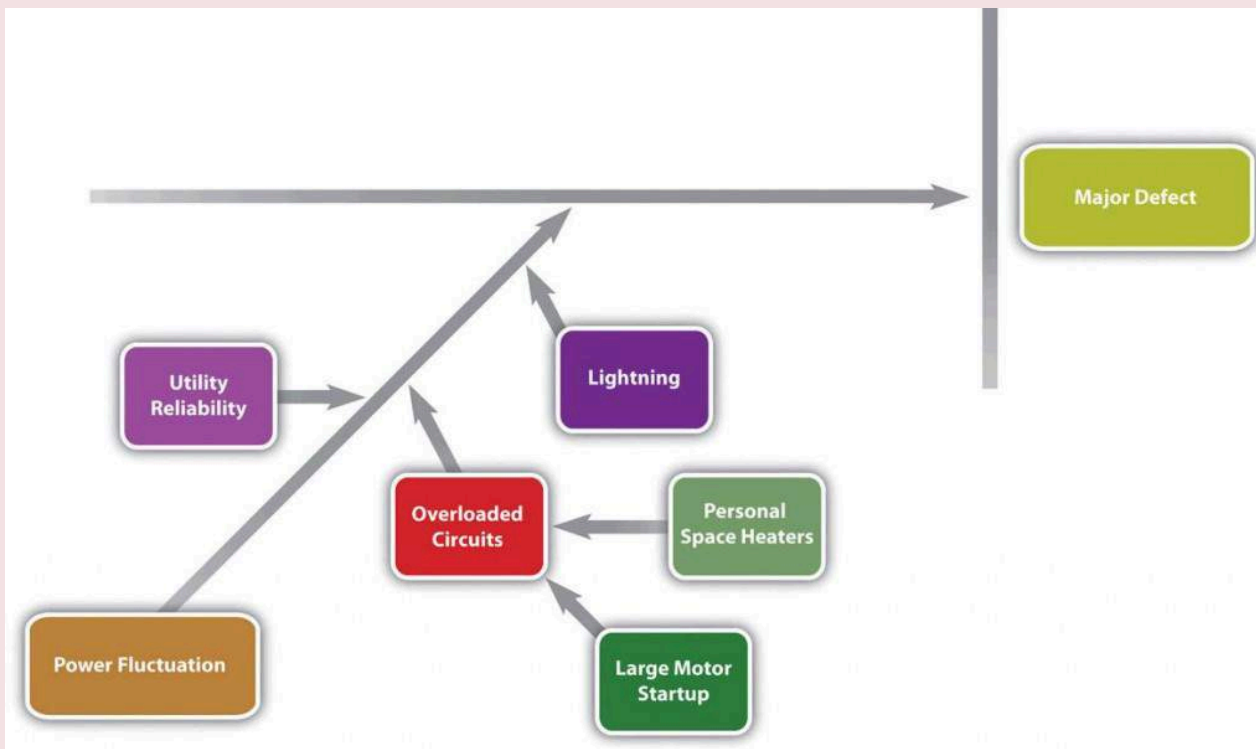 Major Defect
Lightning
Utility
Reliability
Overloaded
Circuits
Personal
Space Heaters
Power Fluctuation
Large Motor
Startup